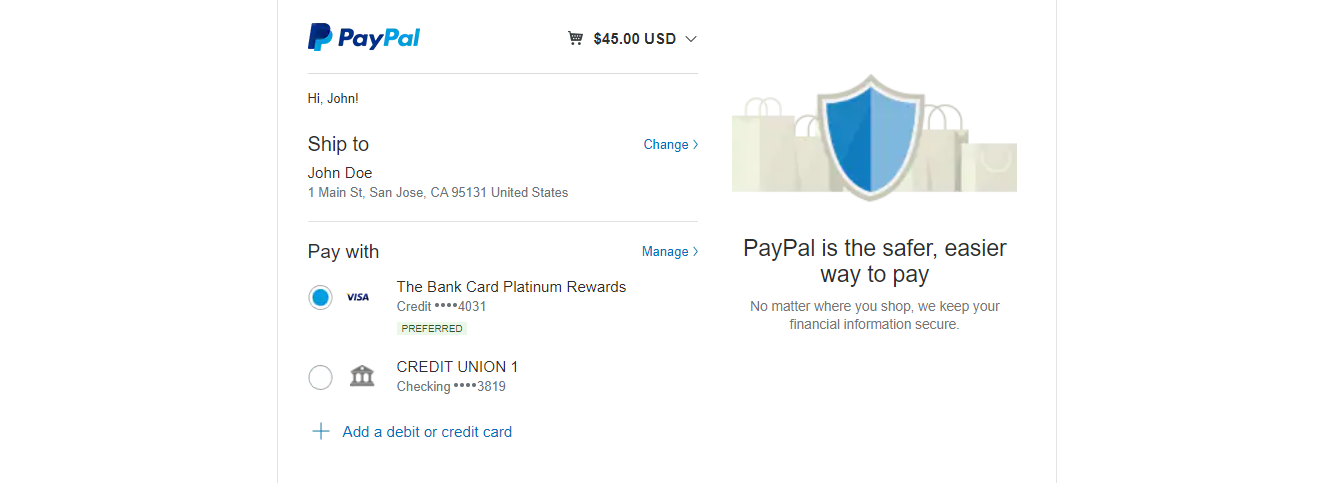 PayPal
$45.00 USD
Hi, John!
Ship to
Change
John Doe
1 Main St, San Jose, CA 95131 United States
Pay with
Manage
VISA
The Bank Card Platinum Rewards
Credit ••••4031
PREFERRED
CREDIT UNION 1
Checking ••••3819
Add a debit or credit card
PayPal is the safer, easier
way to pay
No matter where you shop, we keep your
financial information secure.